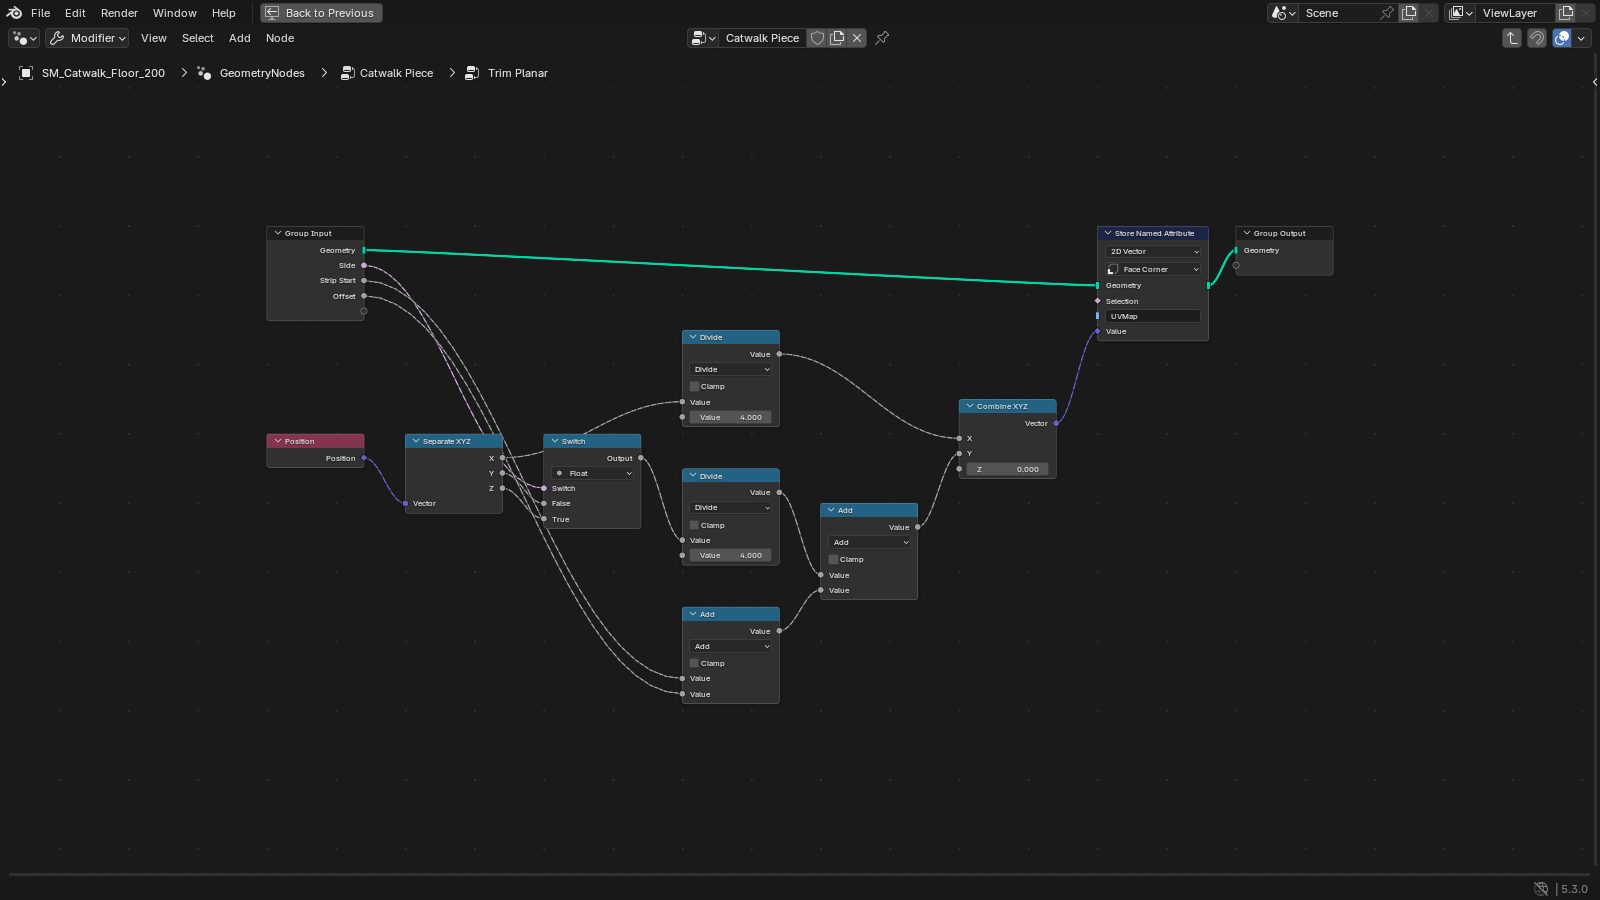 File Edit Render Window Help Back to Previous Scene ViewLayer
Modifier View Select Add Node Catwalk Piece
SM_Catwalk_Floor_200 GeometryNodes Catwalk Piece Trim Planar
Group Input
Geometry
Side
Strip Start
Offset
Position
Position
Separate XYZ
X
Y
Z
Vector
Switch
Output
Float
Switch
False
True
Divide
Value
Divide
Clamp
Value
Value 4.000
Divide
Value
Divide
Clamp
Value
Value 4.000
Add
Value
Add
Clamp
Value
Value
Add
Value
Add
Clamp
Value
Value
Combine XYZ
Vector
X
Y
Z 0.000
Store Named Attribute
2D Vector
Face Corner
Geometry
Selection
UVMap
Value
Group Output
Geometry
5.3.0